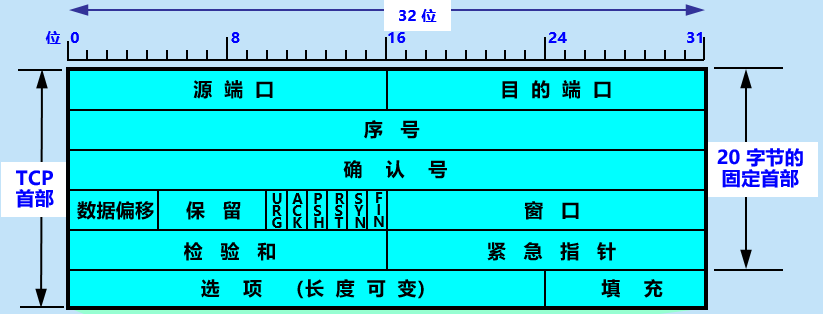 32 位
位 0 8 16 24 31
源 端 口 目 的 端 口
序 号
TCP
首部
确 认 号
20 字节的
固定首部
数据偏移 保 留 URG ACK PSH RST SYN FIN 窗 口
检 验 和 紧 急 指 针
选 项 (长 度 可 变) 填 充